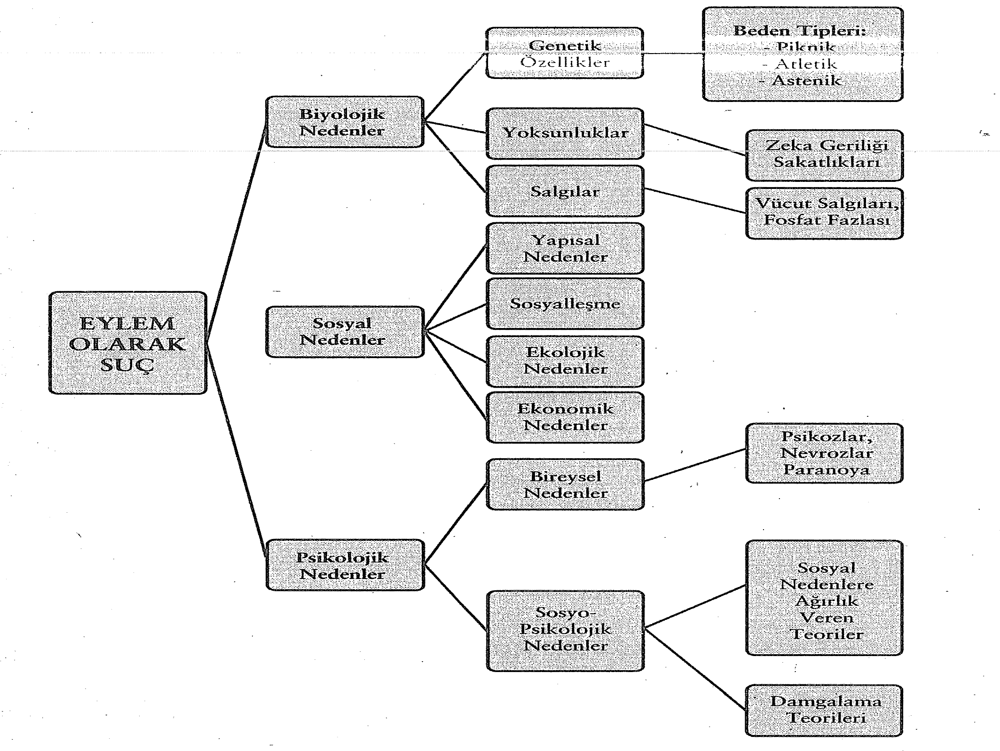 EYLEM
OLARAK
SUÇ
Biyolojik
Nedenler
Genetik
Özellikler
Beden Tipleri:
- Piknik
- Atletik
- Astenik
Yoksunluklar
Zeka Geriliği
Sakatlıkları
Salgılar
Vücut Salgıları,
Fosfat Fazlası
Sosyal
Nedenler
Yapısal
Nedenler
Sosyalleşme
Ekolojik
Nedenler
Ekonomik
Nedenler
Psikolojik
Nedenler
Bireysel
Nedenler
Psikozlar,
Nevrozlar
Paranoya
Sosyo-
Psikolojik
Nedenler
Sosyal
Nedenlere
Ağırlık
Veren
Teoriler
Damgalama
Teorileri